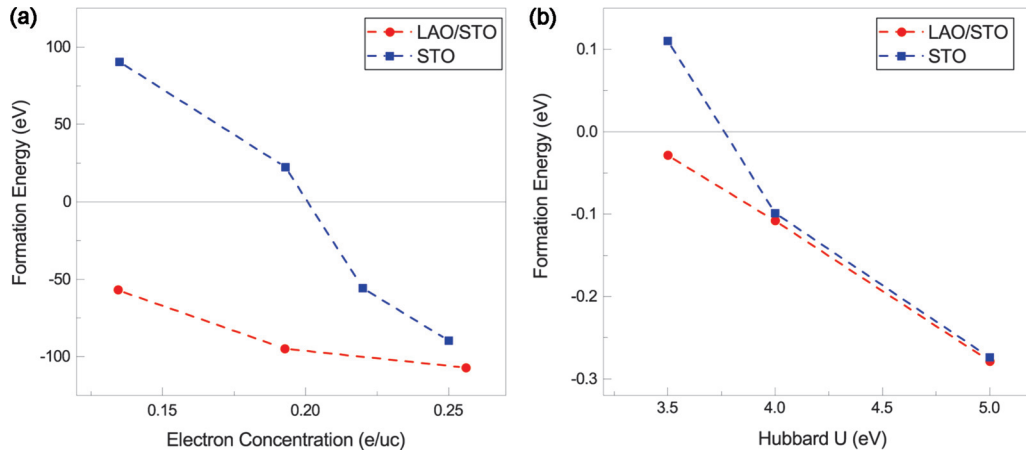 (a)
LAO/STO
STO
100
50
0
-50
-100
0.15
0.20
0.25
Formation Energy (eV)
Electron Concentration (e/uc)
(b)
LAO/STO
STO
0.1
0.0
-0.1
-0.2
-0.3
3.5
4.0
4.5
5.0
Formation Energy (eV)
Hubbard U (eV)